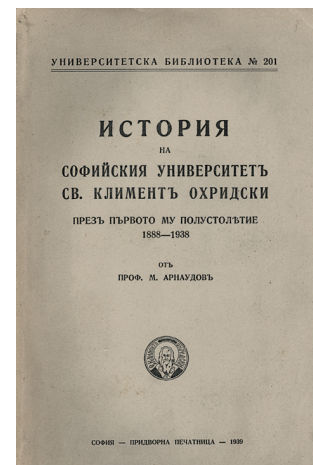 УНИВЕРСИТЕТСКА БИБЛИОТЕКА № 201
ИСТОРИЯ
НА
СОФИЙСКИЯ УНИВЕРСИТЕТЪ
СВ. КЛИМЕНТЪ ОХРИДСКИ
ПРЕЗЪ ПЪРВОТО МУ ПОЛУСТОЛѢТИЕ
1888—1938
ОТЪ
ПРОФ. М. АРНАУДОВЪ
СОФИЯ — ПРИДВОРНА ПЕЧАТНИЦА — 1939